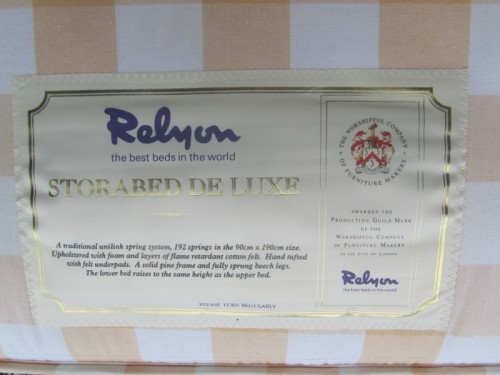 Relyon
the best beds in the world
STORABED DE LUXE
A traditional unilink spring system, 192 springs in the 90cm x 190cm size.
Upholstered with foam and layers of flame retardant cotton felt. Hand tufted
with felt underpads. A solid pine frame and fully sprung beech legs.
The lower bed raises to the same height as the upper bed.
PLEASE TURN REGULARLY
THE WORSHIPFUL COMPANY
OF FURNITURE MAKERS
AWARDED THE
PRODUCTION GUILD MARK
OF THE
WORSHIPFUL COMPANY
OF FURNITURE MAKERS
OF THE CITY OF LONDON
Relyon
the best beds in the world